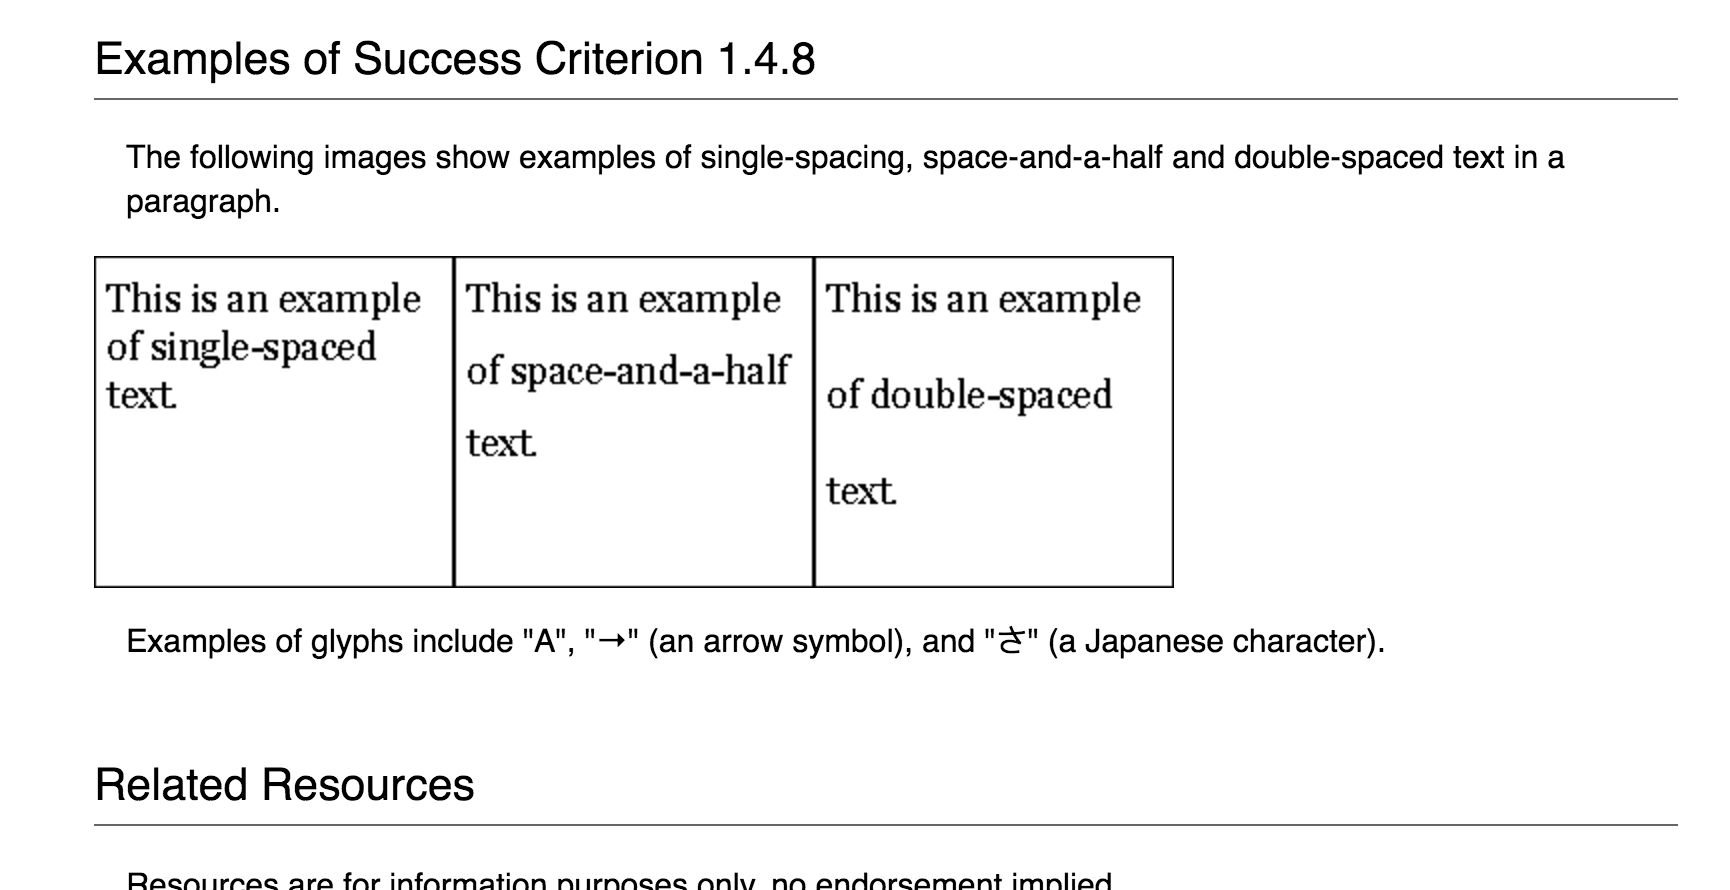 Examples of Success Criterion 1.4.8
The following images show examples of single-spacing, space-and-a-half and double-spaced text in a
paragraph.
This is an example
of single-spaced
text.
This is an example
of space-and-a-half
text.
This is an example
of double-spaced
text.
Examples of glyphs include "A", "→" (an arrow symbol), and "さ" (a Japanese character).
Related Resources
Resources are for information purposes only, no endorsement implied.